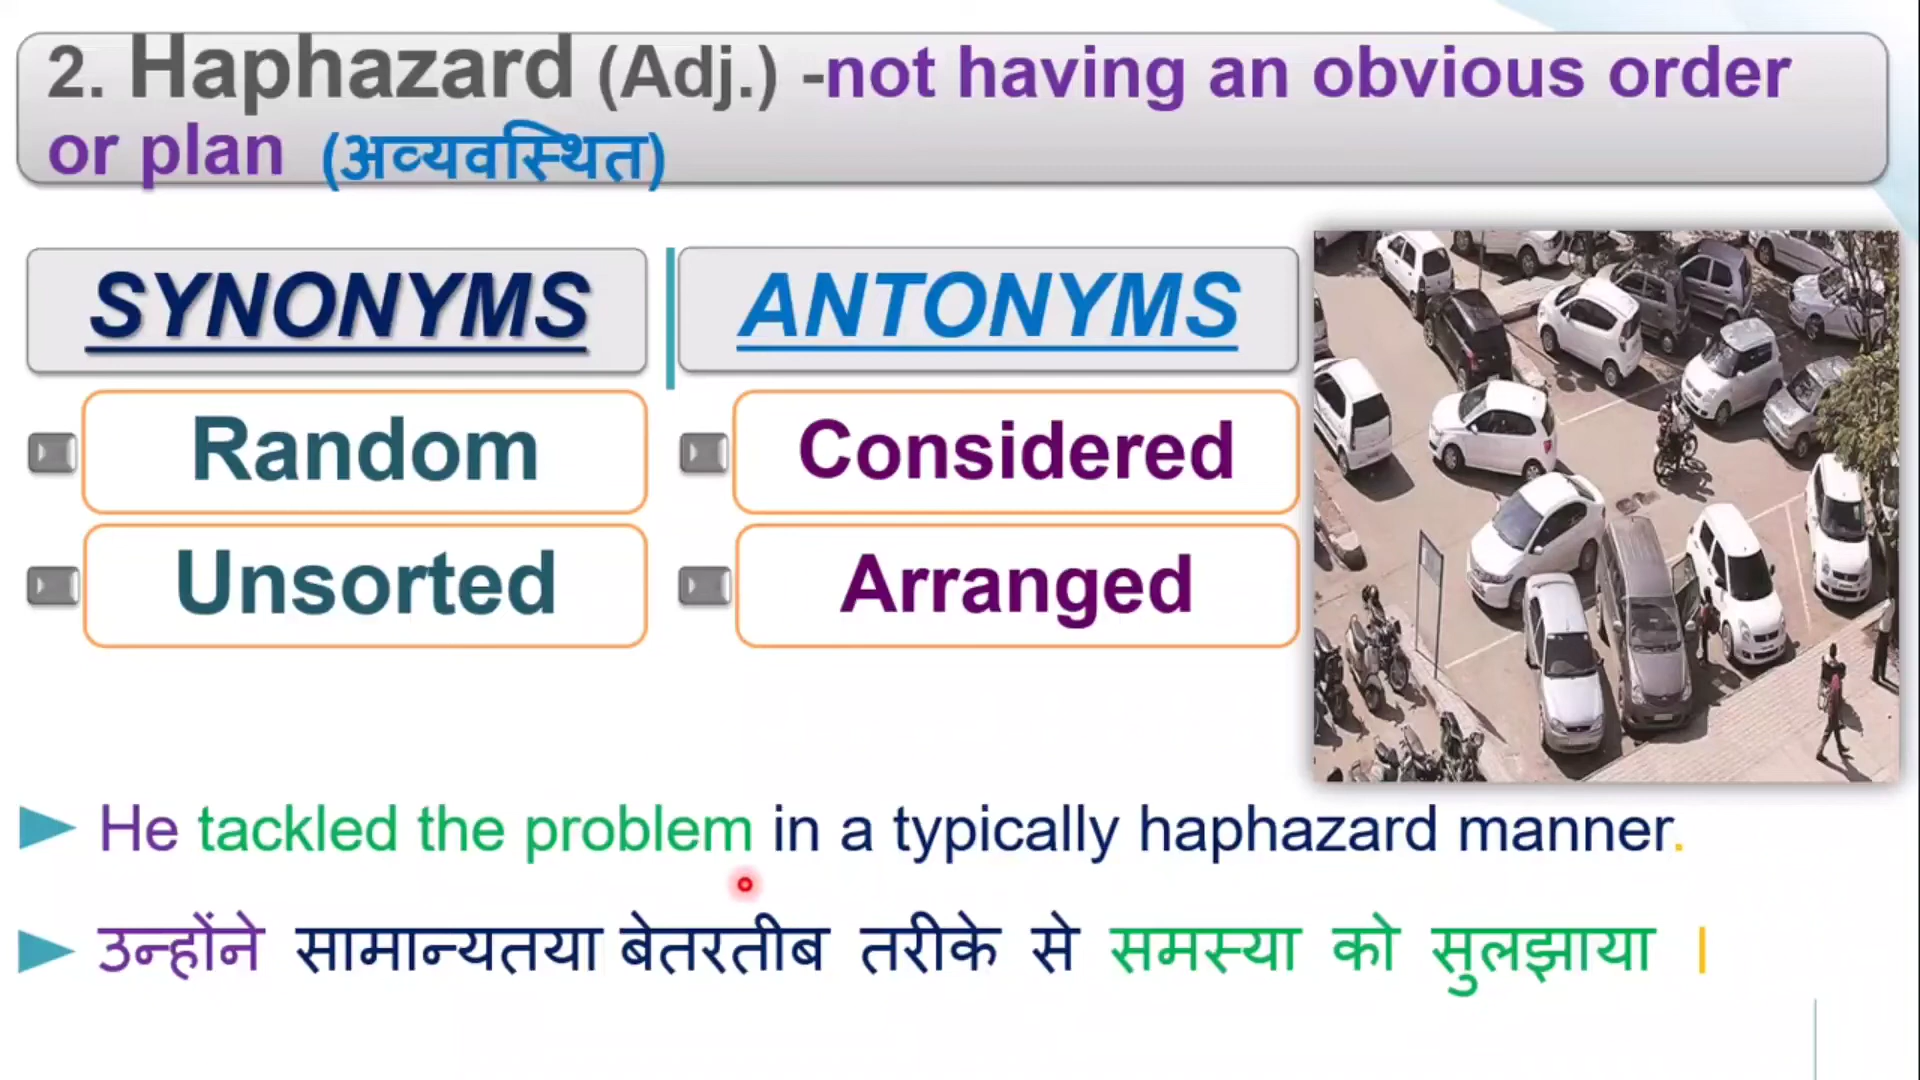 2. Haphazard (Adj.) -not having an obvious order
or plan (अव्यवस्थित)
SYNONYMS
ANTONYMS
Random
Considered
Unsorted
Arranged
He tackled the problem in a typically haphazard manner.
उन्होंने सामान्यतया बेतरतीब तरीके से समस्या को सुलझाया ।